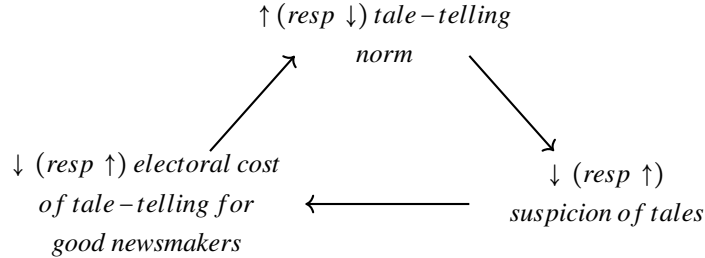 ↑ (resp ↓) tale–telling
norm
↓ (resp ↑) electoral cost
of tale–telling for
good newsmakers
↓ (resp ↑)
suspicion of tales